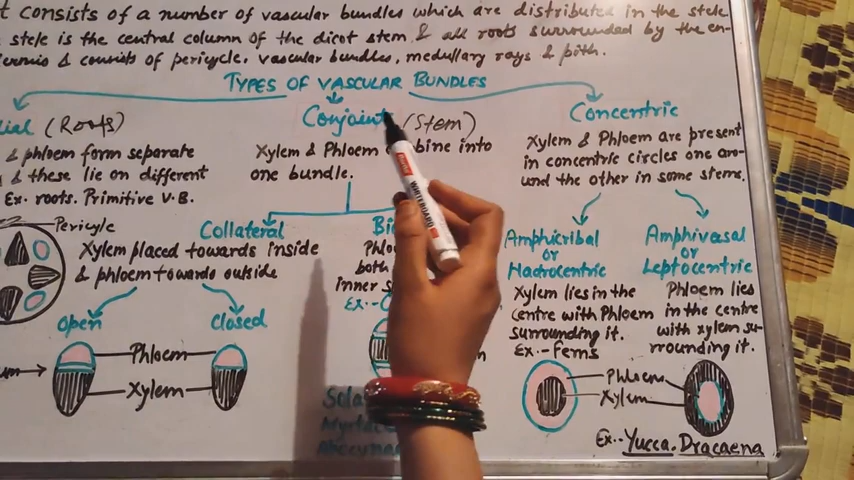 t consists of a number of vascular bundles which are distributed in the stele
stele is the central column of the dicot stem & all roots surrounded by the en-
& consists of pericycle, vascular bundles, medullary rays & pith.
TYPES OF VASCULAR BUNDLES
(Roots)
& phloem form separate
& these lie on different
Ex. roots. Primitive V.B.
Pericycle
Conjoint (Stem)
Xylem & Phloem into
one bundle.
Collateral
Xylem placed towards inside
& phloem towards outside
Open
Closed
Phloem
Xylem
both
inner
Ex.-
Concentric
Xylem & Phloem are present
in concentric circles one aro-
und the other in some stems.
Amphicribal
or
Hadrocentric
Xylem lies in the
centre with Phloem
surrounding it.
Ex.- Ferns
Amphivasal
or
Leptocentric
Phloem lies
in the centre
with xylem su-
rrounding it.
Phloem
Xylem
Ex.- Yucca. Dracaena
WHITEBOARD